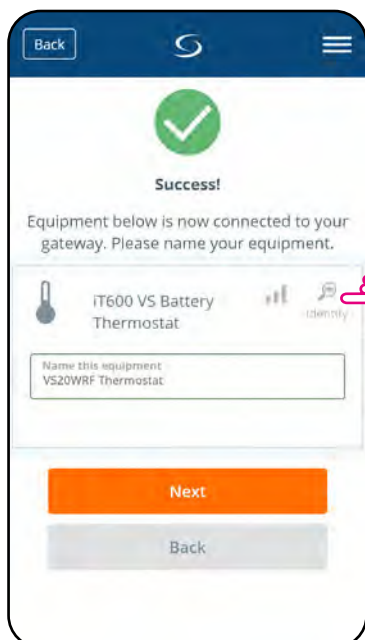 Back
Success!
Equipment below is now connected to your
gateway. Please name your equipment.
iT600 VS Battery
Thermostat
Identify
Name this equipment
VS20WRF Thermostat
Next
Back